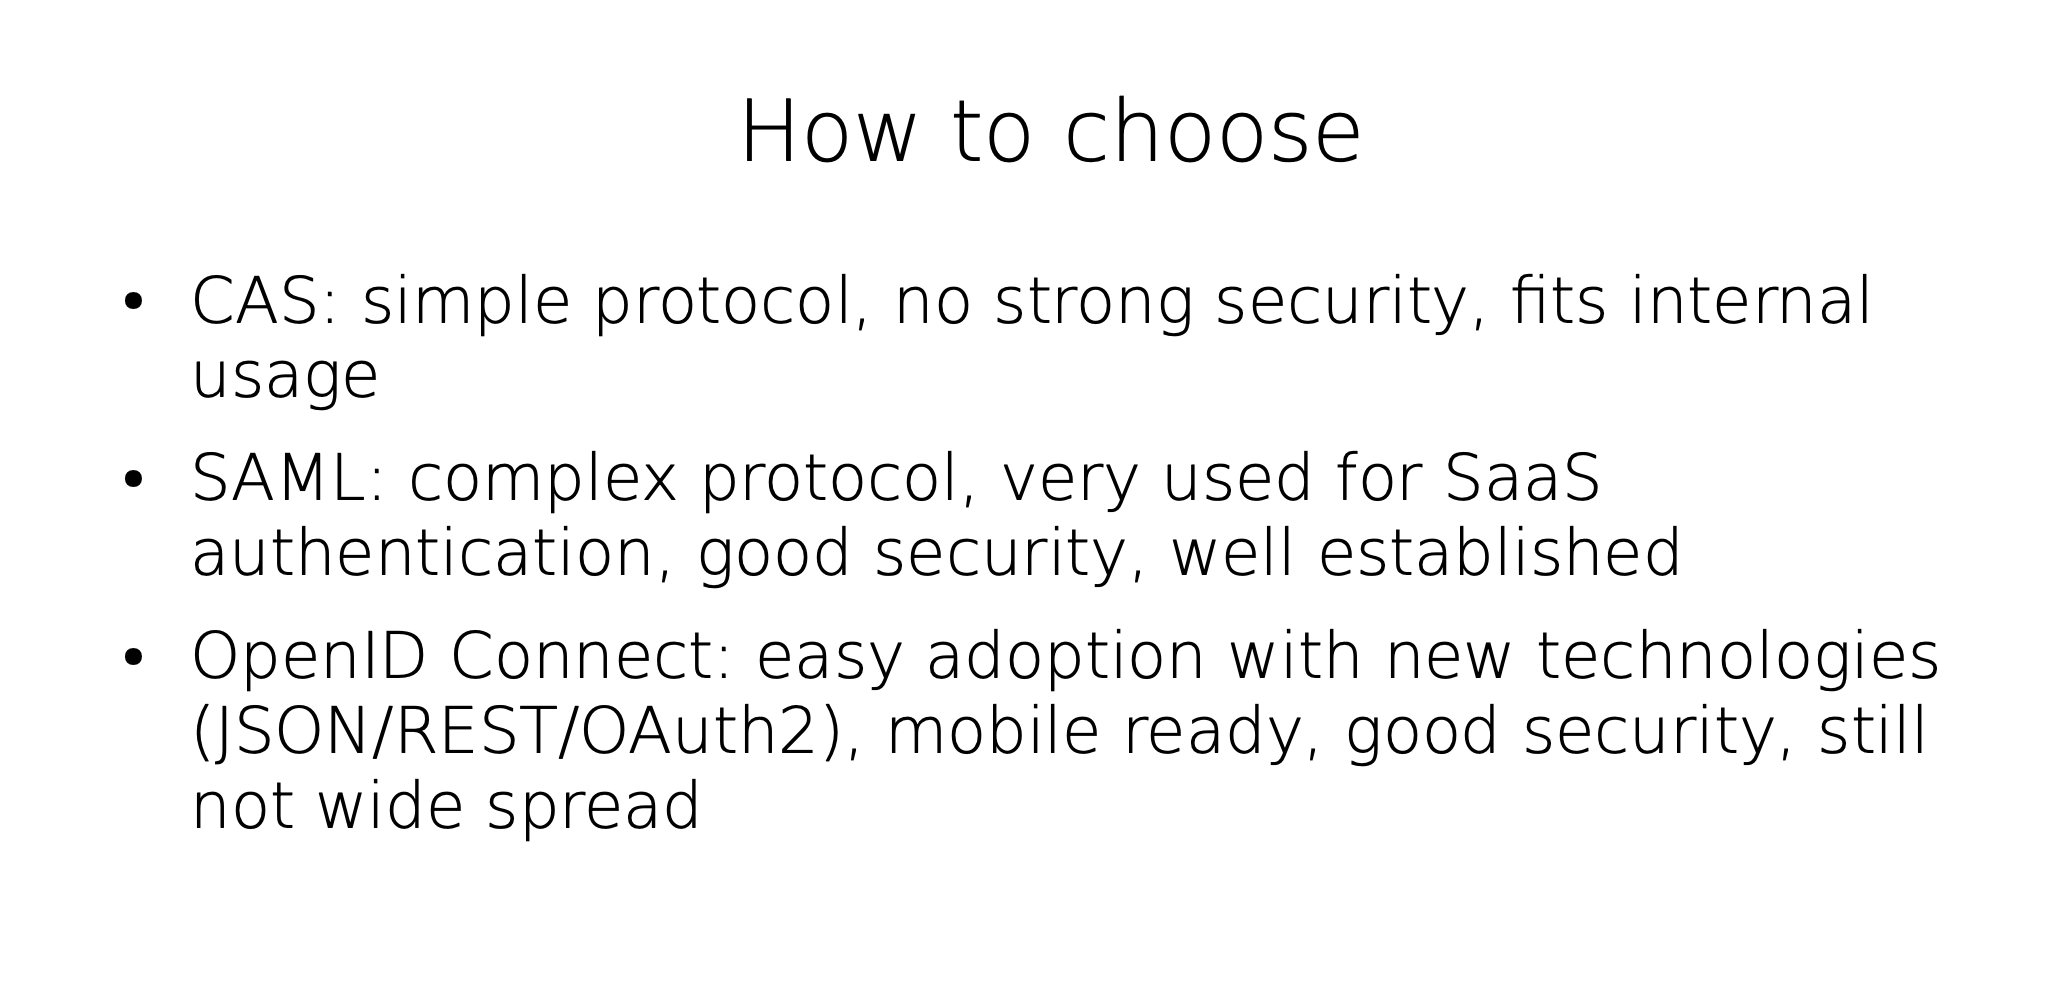 How to choose
• CAS: simple protocol, no strong security, fits internal
usage
• SAML: complex protocol, very used for SaaS
authentication, good security, well established
• OpenID Connect: easy adoption with new technologies
(JSON/REST/OAuth2), mobile ready, good security, still
not wide spread